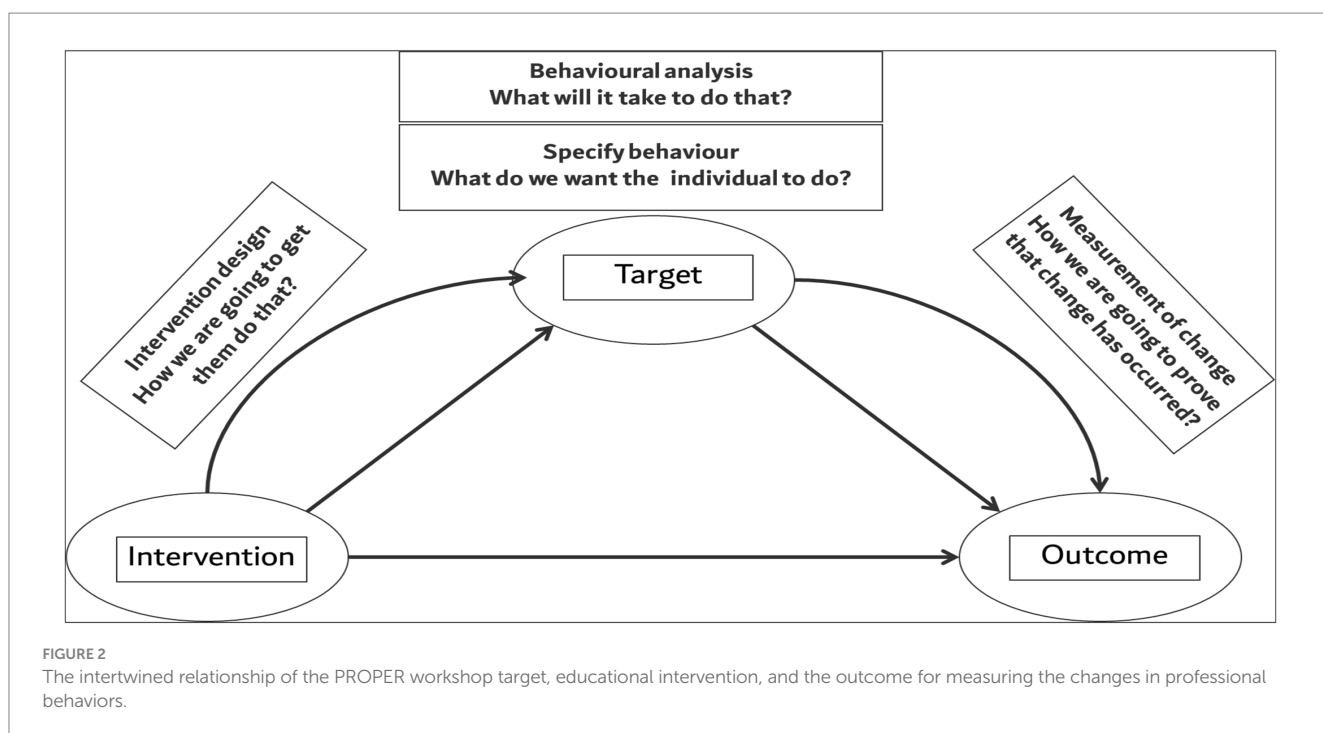 Behavioural analysis
What will it take to do that?
Specify behaviour
What do we want the individual to do?
Intervention design
How we are going to get
them do that?
Measurement of change
How we are going to prove
that change has occurred?
Target
Intervention
Outcome
FIGURE 2
The intertwined relationship of the PROPER workshop target, educational intervention, and the outcome for measuring the changes in professional
behaviors.